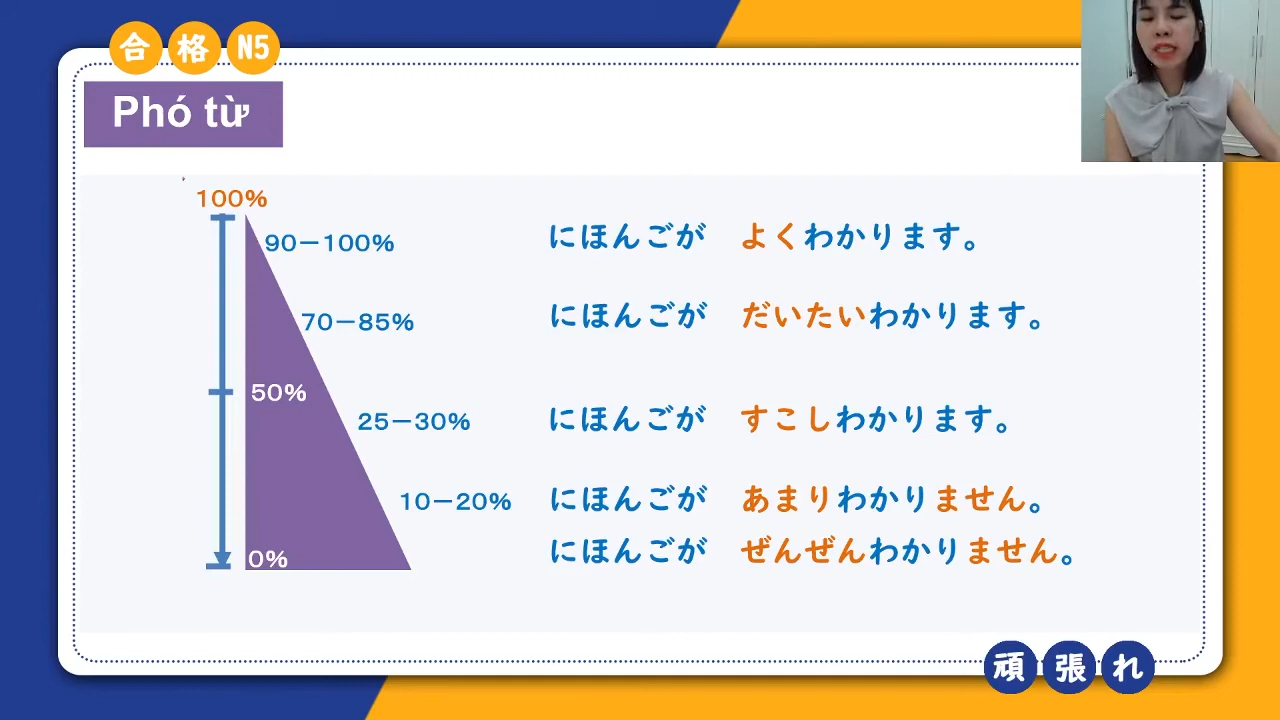 合格 N5
Phó từ
100%
90－100% にほんごが よくわかります。
70－85% にほんごが だいたいわかります。
50%
25－30% にほんごが すこしわかります。
10－20% にほんごが あまりわかりません。
0% にほんごが ぜんぜんわかりません。
頑張れ